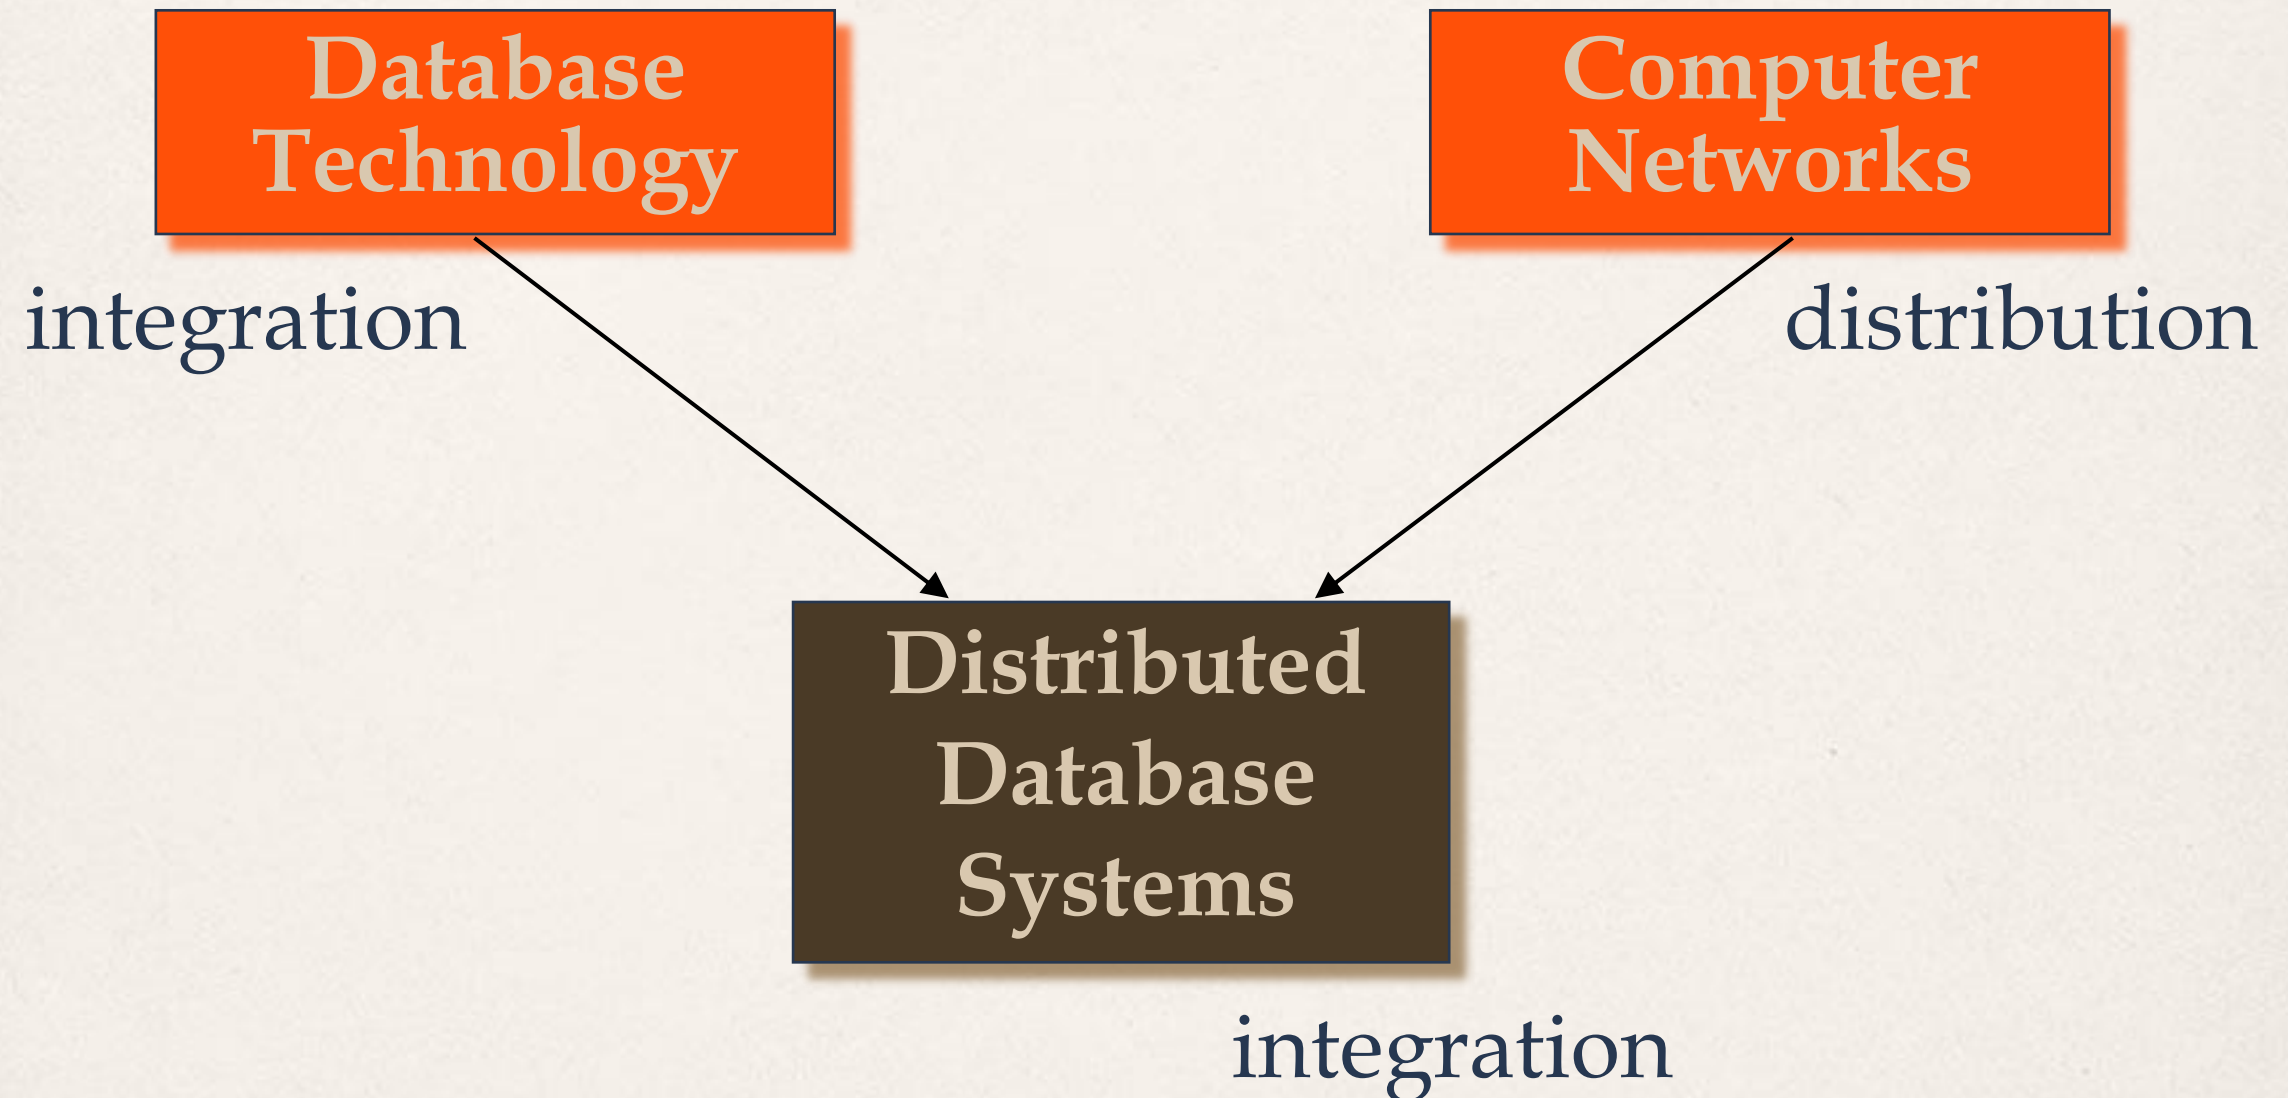 Database
Technology
Computer
Networks
integration
distribution
Distributed
Database
Systems
integration